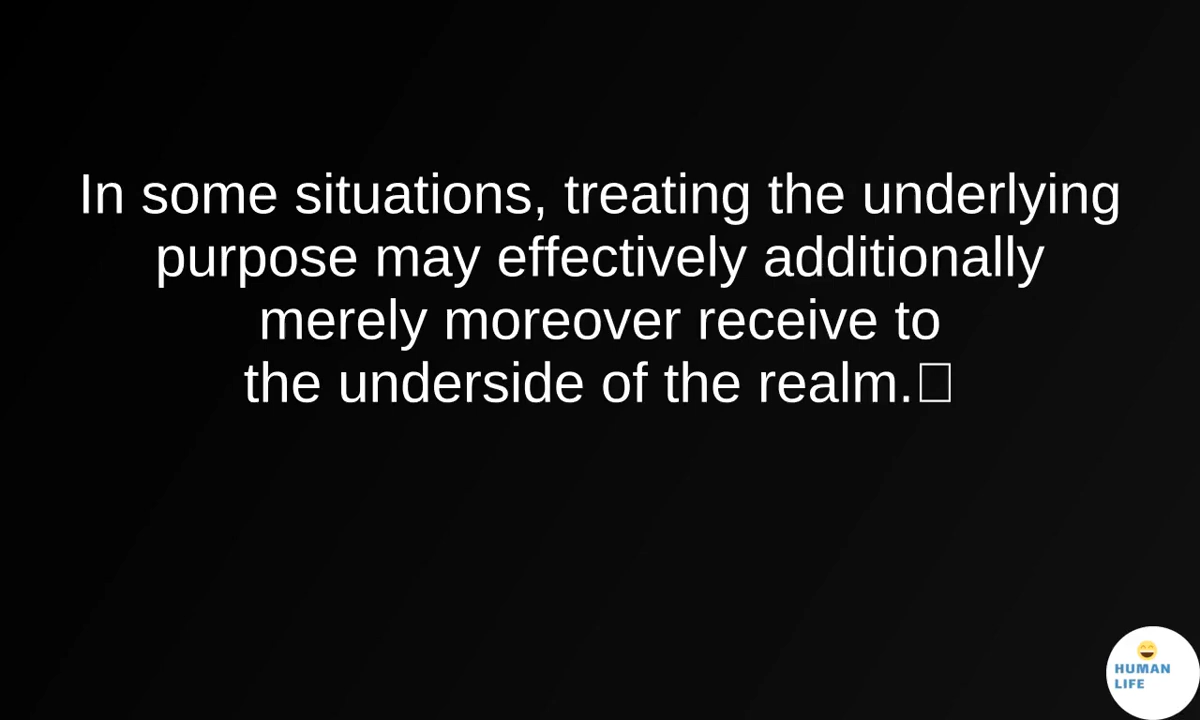 In some situations, treating the underlying
purpose may effectively additionally
merely moreover receive to
the underside of the realm.
HUMAN
LIFE